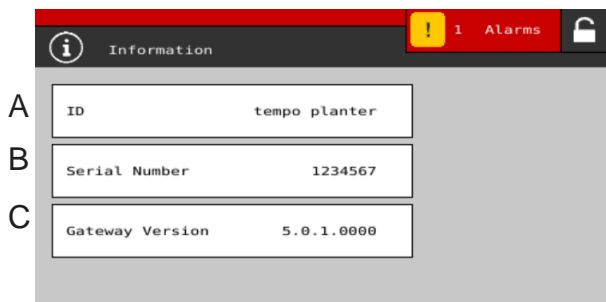 ! 1 Alarms
i Information
A ID tempo planter
B Serial Number 1234567
C Gateway Version 5.0.1.0000